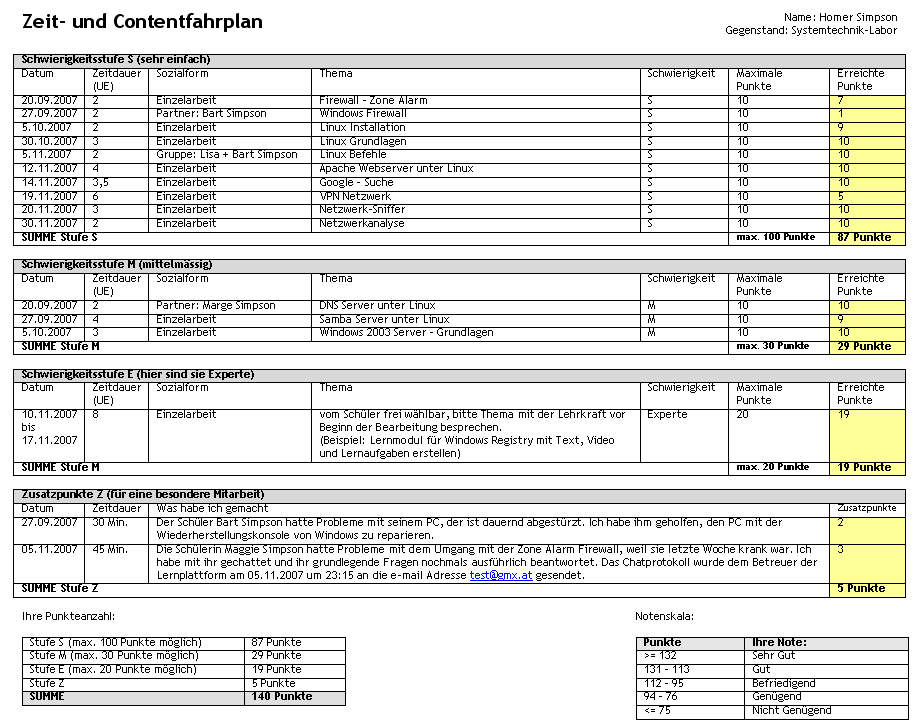 Zeit- und Contentfahrplan
Name: Homer Simpson
Gegenstand: Systemtechnik-Labor
Schwierigkeitsstufe S (sehr einfach)
Datum Zeitdauer (UE) Sozialform Thema Schwierigkeit Maximale Punkte Erreichte Punkte
20.09.2007 2 Einzelarbeit Firewall - Zone Alarm S 10 7
27.09.2007 2 Partner: Bart Simpson Windows Firewall S 10 1
5.10.2007 2 Einzelarbeit Linux Installation S 10 9
30.10.2007 3 Einzelarbeit Linux Grundlagen S 10 10
5.11.2007 2 Gruppe: Lisa + Bart Simpson Linux Befehle S 10 10
12.11.2007 4 Einzelarbeit Apache Webserver unter Linux S 10 10
14.11.2007 3,5 Einzelarbeit Google - Suche S 10 10
19.11.2007 6 Einzelarbeit VPN Netzwerk S 10 5
20.11.2007 3 Einzelarbeit Netzwerk-Sniffer S 10 10
30.11.2007 2 Einzelarbeit Netzwerkanalyse S 10 10
SUMME Stufe S max. 100 Punkte 87 Punkte
Schwierigkeitsstufe M (mittelmässig)
Datum Zeitdauer (UE) Sozialform Thema Schwierigkeit Maximale Punkte Erreichte Punkte
20.09.2007 2 Partner: Marge Simpson DNS Server unter Linux M 10 10
27.09.2007 4 Einzelarbeit Samba Server unter Linux M 10 9
5.10.2007 3 Einzelarbeit Windows 2003 Server - Grundlagen M 10 10
SUMME Stufe M max. 30 Punkte 29 Punkte
Schwierigkeitsstufe E (hier sind sie Experte)
Datum Zeitdauer (UE) Sozialform Thema Schwierigkeit Maximale Punkte Erreichte Punkte
10.11.2007 8 Einzelarbeit vom Schüler frei wählbar, bitte Thema mit der Lehrkraft vor Experte 20 19
bis Beginn der Bearbeitung besprechen.
17.11.2007 (Beispiel: Lernmodul für Windows Registry mit Text, Video
und Lernaufgaben erstellen)
SUMME Stufe M max. 20 Punkte 19 Punkte
Zusatzpunkte Z (für eine besondere Mitarbeit)
Datum Zeitdauer Was habe ich gemacht Zusatzpunkte
27.09.2007 30 Min. Der Schüler Bart Simpson hatte Probleme mit seinem PC, der ist dauernd abgestürzt. Ich habe ihm geholfen, den PC mit der 2
Wiederherstellungskonsole von Windows zu reparieren.
05.11.2007 45 Min. Die Schülerin Maggie Simpson hatte Probleme mit dem Umgang mit der Zone Alarm Firewall, weil sie letzte Woche krank war. Ich 3
habe mit ihr gechattet und ihr grundlegende Fragen nochmals ausführlich beantwortet. Das Chatprotokoll wurde dem Betreuer der
Lernplattform am 05.11.2007 um 23:15 an die e-mail Adresse test@gmx.at gesendet.
SUMME Stufe Z 5 Punkte
Ihre Punkteanzahl:
Stufe S (max. 100 Punkte möglich) 87 Punkte
Stufe M (max. 30 Punkte möglich) 29 Punkte
Stufe E (max. 20 Punkte möglich) 19 Punkte
Stufe Z 5 Punkte
SUMME 140 Punkte
Notenskala:
Punkte Ihre Note:
>= 132 Sehr Gut
131 - 113 Gut
112 - 95 Befriedigend
94 - 76 Genügend
<= 75 Nicht Genügend